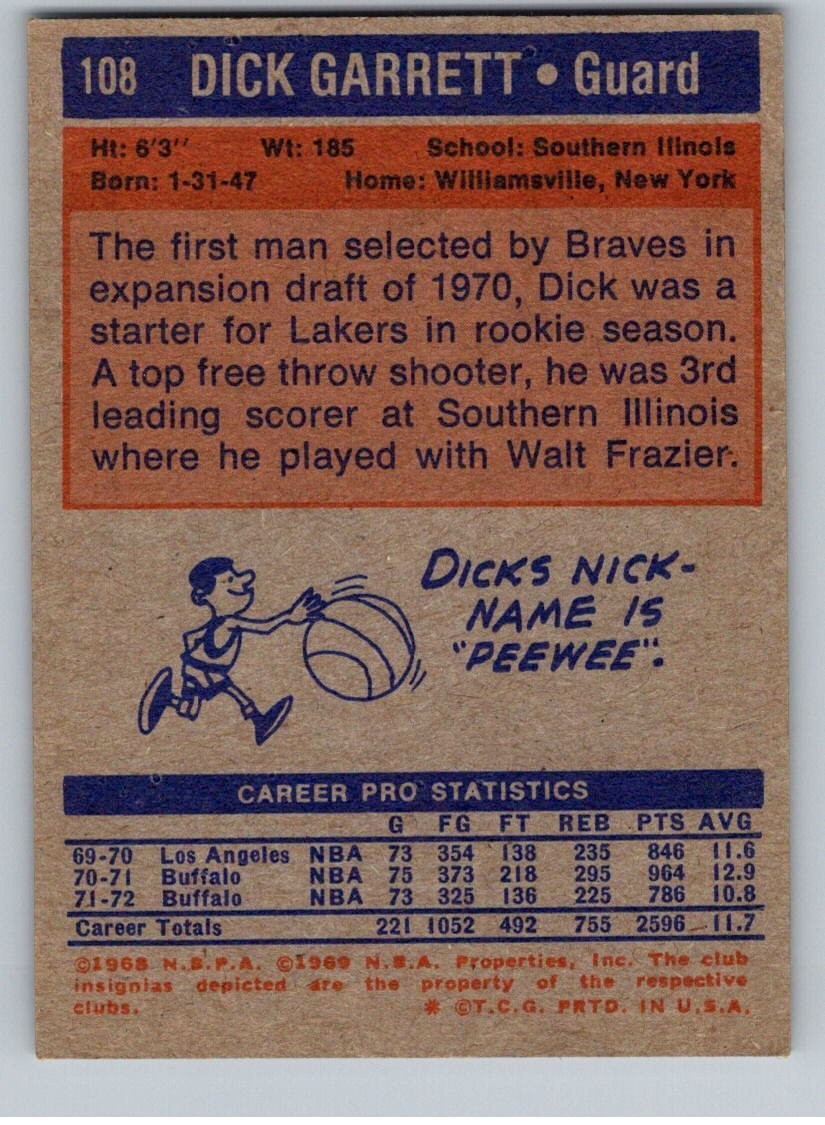 108 DICK GARRETT • Guard
Ht: 6'3" Wt: 185 School: Southern Illinois
Born: 1-31-47 Home: Williamsville, New York
The first man selected by Braves in
expansion draft of 1970, Dick was a
starter for Lakers in rookie season.
A top free throw shooter, he was 3rd
leading scorer at Southern Illinois
where he played with Walt Frazier.
DICKS NICK-
NAME IS
"PEEWEE".
CAREER PRO STATISTICS
G FG FT REB PTS AVG
69-70 Los Angeles NBA 73 354 138 235 846 11.6
70-71 Buffalo NBA 75 373 218 295 964 12.9
71-72 Buffalo NBA 73 325 136 225 786 10.8
Career Totals 221 1052 492 755 2596 11.7
©1968 N.B.P.A. ©1969 N.B.A. Properties, Inc. The club
insignias depicted are the property of the respective
clubs. * ©T.C.G. PRTD. IN U.S.A.